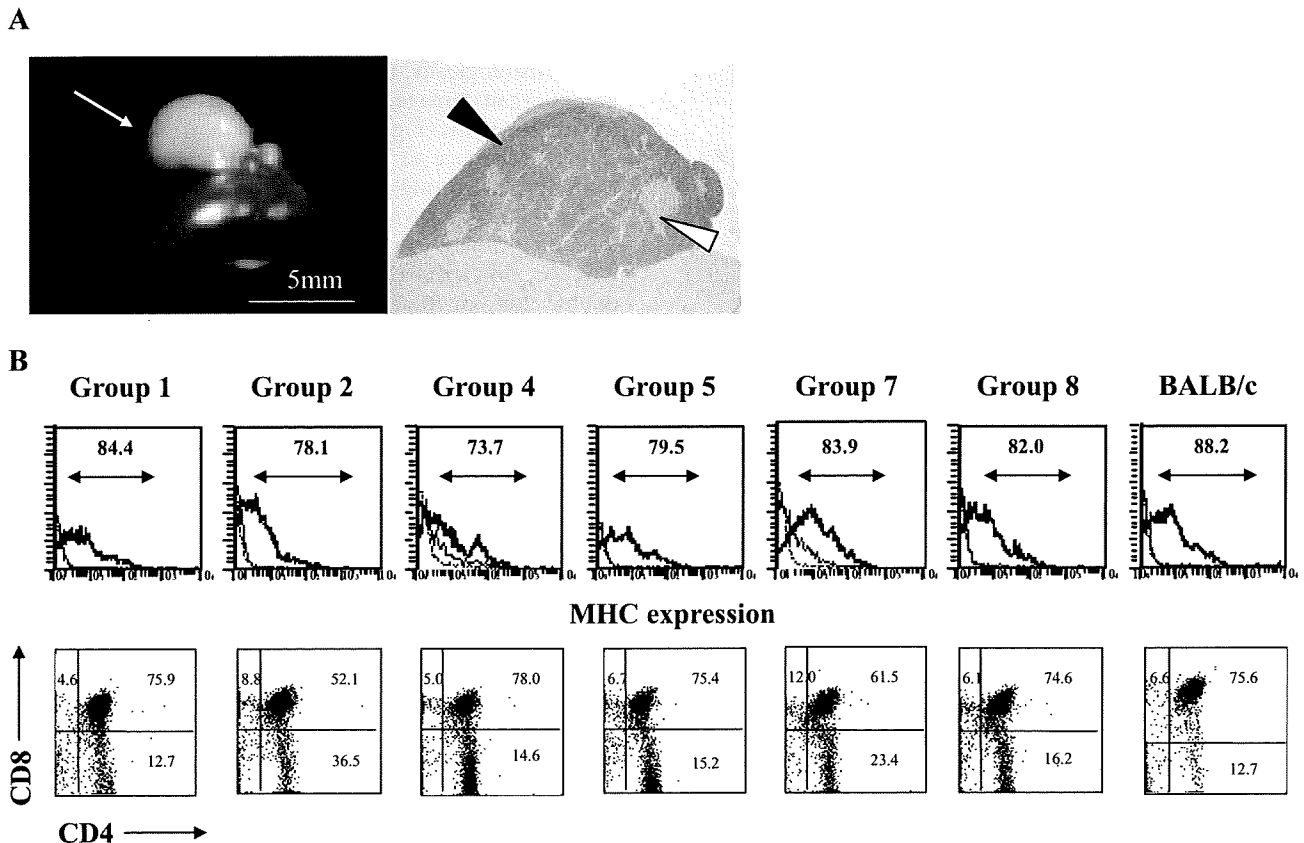 A
5mm
B
Group 1 Group 2 Group 4 Group 5 Group 7 Group 8 BALB/c
84.4 78.1 73.7 79.5 83.9 82.0 88.2
MHC expression
4.6 75.9 8.8 52.1 5.0 78.0 6.7 75.4 12.0 61.5 6.1 74.6 6.6 75.6
12.7 36.5 14.6 15.2 23.4 16.2 12.7
CD8
CD4